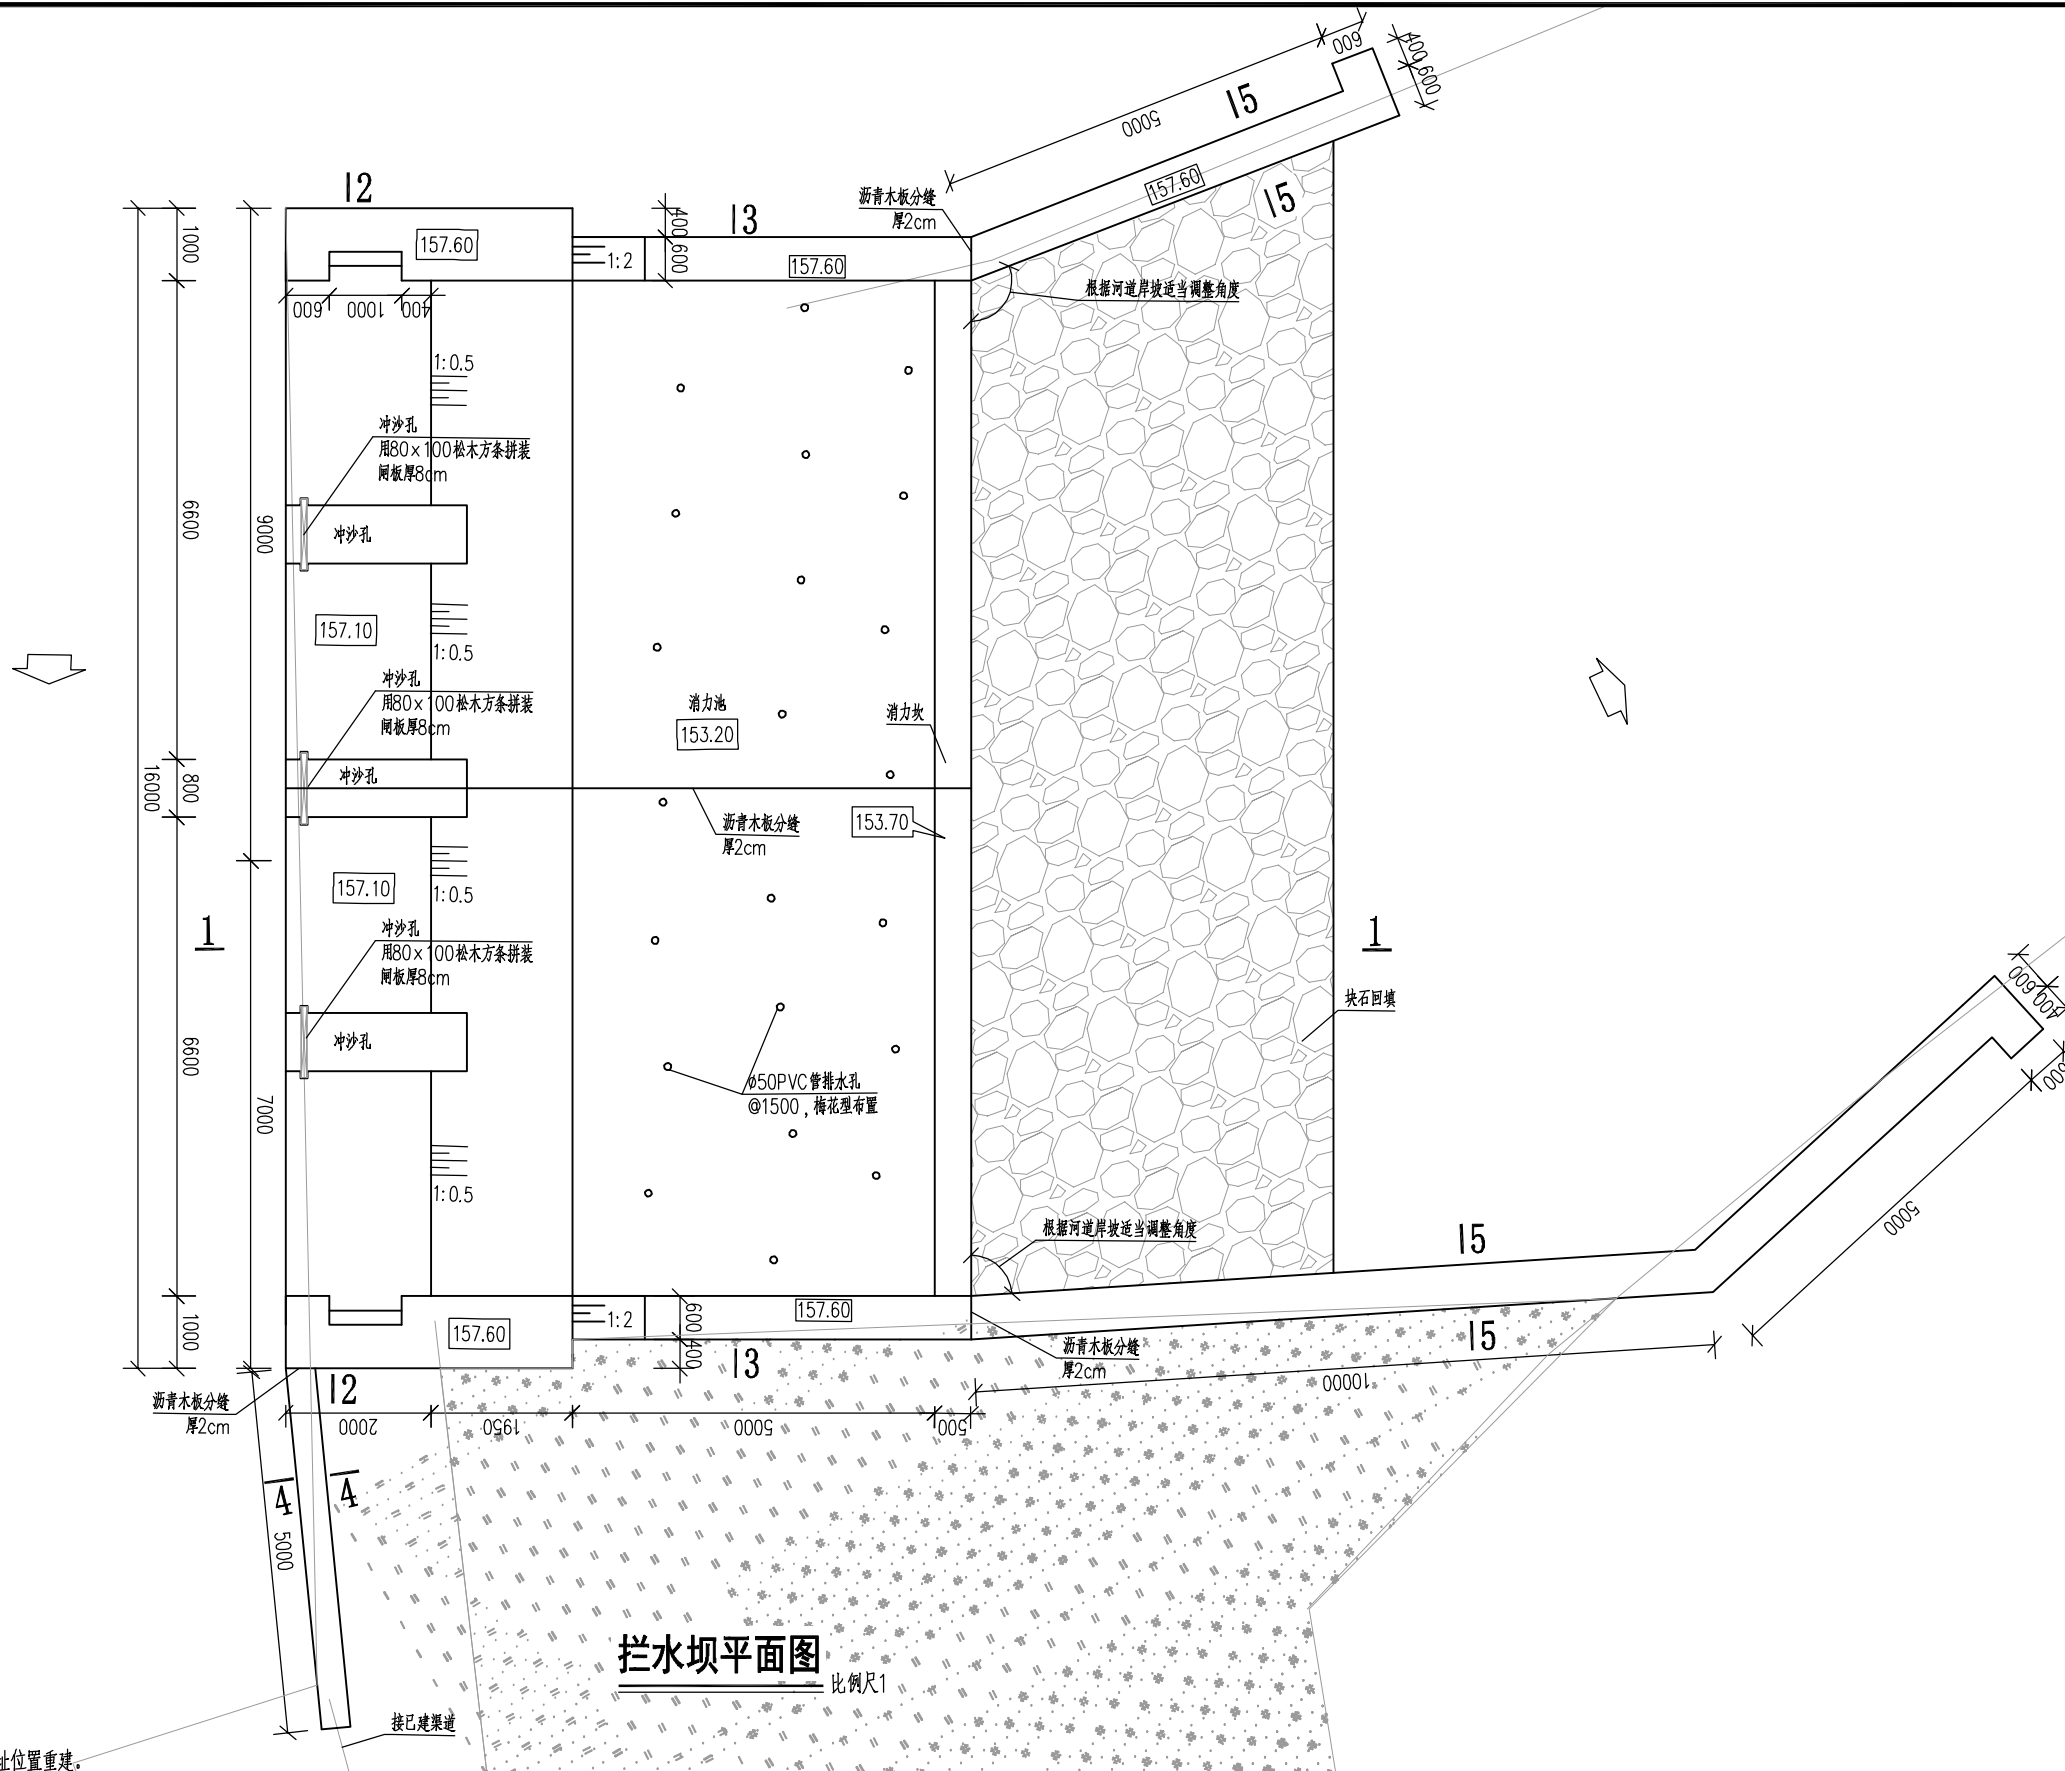 600
400
600
15
5000
15
157.60
12
13
沥青木板分缝
厚2cm
1000
157.60
400
600
1:2
157.60
根据河道岸坡适当调整角度
600
1000
400
1:0.5
冲沙孔
用80×100松木方条拼装
闸板厚8cm
6600
9000
冲沙孔
157.10
1:0.5
冲沙孔
用80×100松木方条拼装
闸板厚8cm
消力池
153.20
消力坎
16000
800
冲沙孔
沥青木板分缝
厚2cm
153.70
157.10
1:0.5
1
冲沙孔
用80×100松木方条拼装
闸板厚8cm
1
块石回填
600
400
600
6600
7000
冲沙孔
ø50PVC管排水孔
@1500，梅花型布置
1:0.5
5000
15
根据河道岸坡适当调整角度
1000
157.60
1:2
600
400
157.60
13
沥青木板分缝
厚2cm
15
10000
沥青木板分缝
厚2cm
12
2000
1950
5000
500
4
4
5000
拦水坝平面图
比例尺1
接已建渠道
址位置重建。